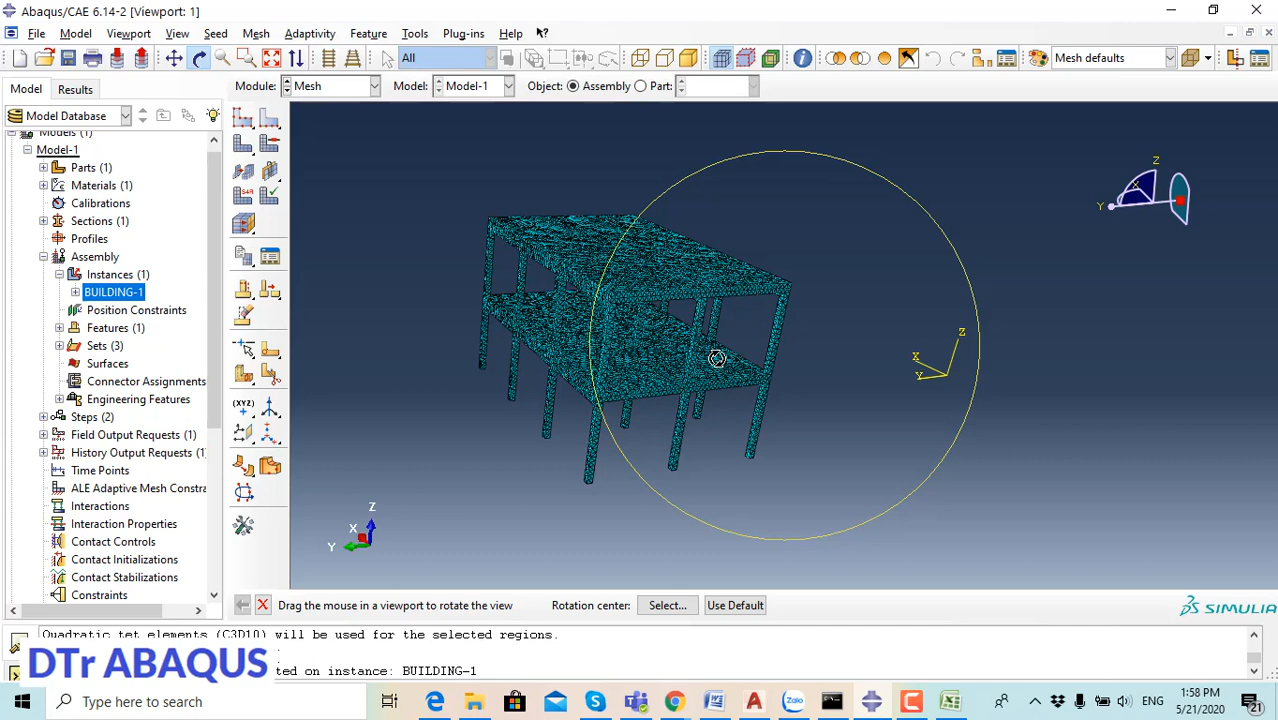 Abaqus/CAE 6.14-2 [Viewport: 1]
File Model Viewport View Seed Mesh Adaptivity Feature Tools Plug-ins Help
All
Mesh defaults
Model Results
Module: Mesh Model: Model-1 Object: Assembly Part:
Model Database
Models (1)
Model-1
Parts (1)
Materials (1)
Calibrations
Sections (1)
Profiles
Assembly
Instances (1)
BUILDING-1
Position Constraints
Features (1)
Sets (3)
Surfaces
Connector Assignments
Engineering Features
Steps (2)
Field Output Requests (1)
History Output Requests (1)
Time Points
ALE Adaptive Mesh Constra
Interactions
Interaction Properties
Contact Controls
Contact Initializations
Contact Stabilizations
Constraints
S+R
(XYZ)
Z
Y
Z
X
Y
Z
X
Y
Drag the mouse in a viewport to rotate the view Rotation center: Select... Use Default
SIMULIA
Quadratic tet elements (C3D10) will be used for the selected regions.
ted on instance: BUILDING-1
DTr ABAQUS
Type here to search
Zalo
ENG
1:58 PM
5/21/2020
21